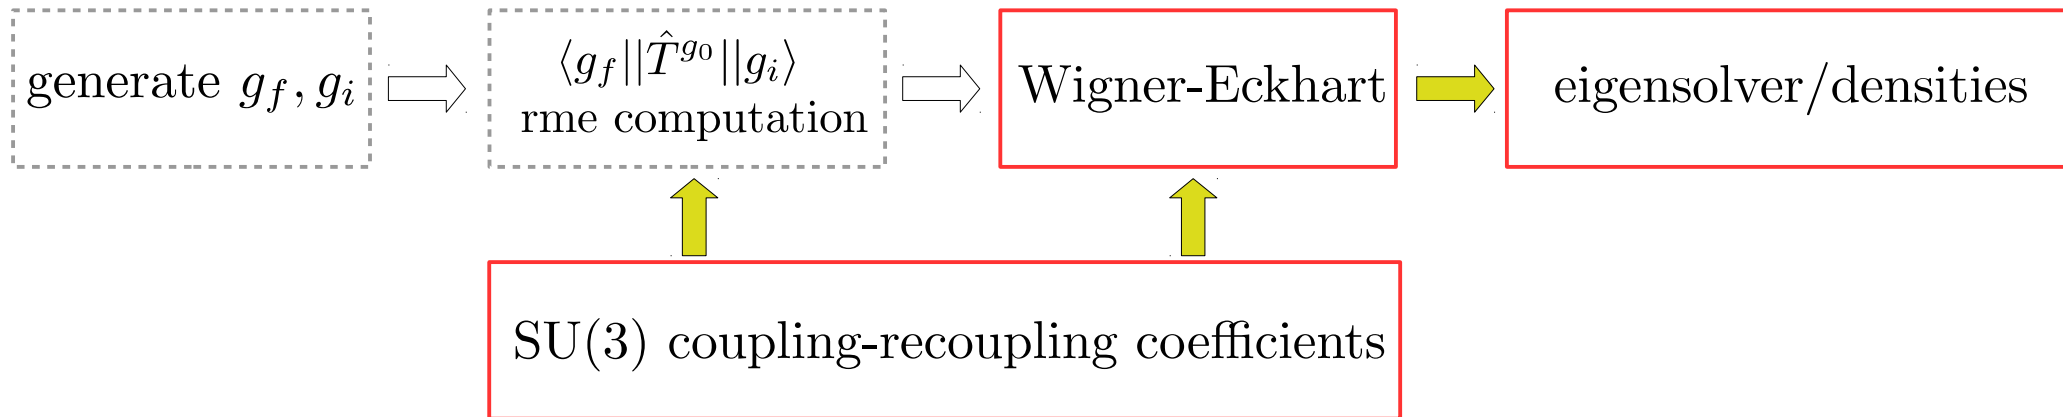 generate g_f, g_i
⟨g_f||T̂^{g_0}||g_i⟩
rme computation
Wigner-Eckhart
eigensolver/densities
SU(3) coupling-recoupling coefficients